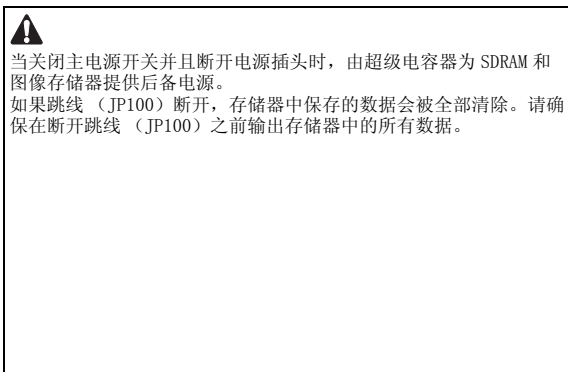 当关闭主电源开关并且断开电源插头时，由超级电容器为 SDRAM 和
图像存储器提供后备电源。
如果跳线 （JP100）断开，存储器中保存的数据会被全部清除。请确
保在断开跳线 （JP100）之前输出存储器中的所有数据。